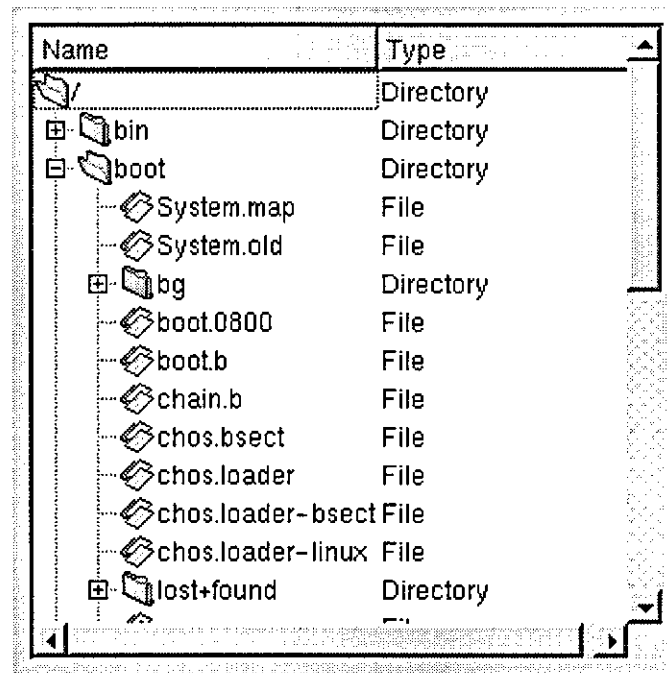 Name Type
/ Directory
bin Directory
boot Directory
System.map File
System.old File
bg Directory
boot.0800 File
boot.b File
chain.b File
chos.bsect File
chos.loader File
chos.loader-bsect File
chos.loader-linux File
lost+found Directory